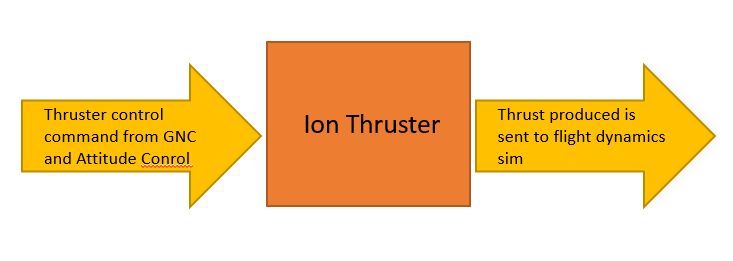 Thruster control
command from GNC
and Attitude Conrol
Ion Thruster
Thrust produced is
sent to flight dynamics
sim